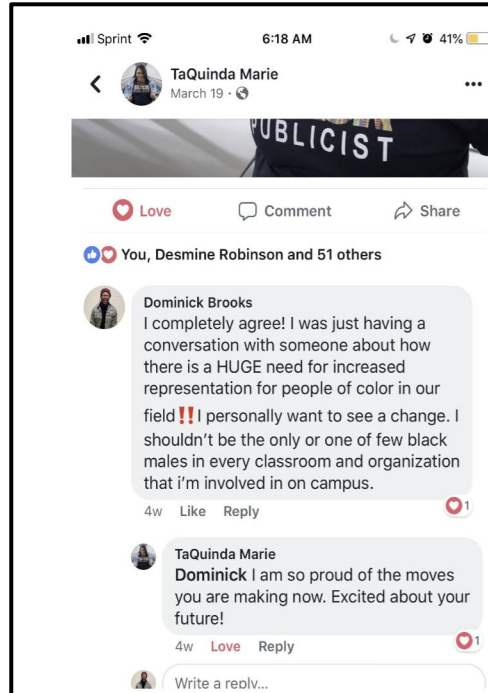 Sprint 6:18 AM 41%
TaQuinda Marie
March 19 ·
PUBLICIST
Love Comment Share
You, Desmine Robinson and 51 others
Dominick Brooks
I completely agree! I was just having a
conversation with someone about how
there is a HUGE need for increased
representation for people of color in our
field‼️I personally want to see a change. I
shouldn't be the only or one of few black
males in every classroom and organization
that i'm involved in on campus.
4w Like Reply 1
TaQuinda Marie
Dominick I am so proud of the moves
you are making now. Excited about your
future!
4w Love Reply 1
Write a reply...